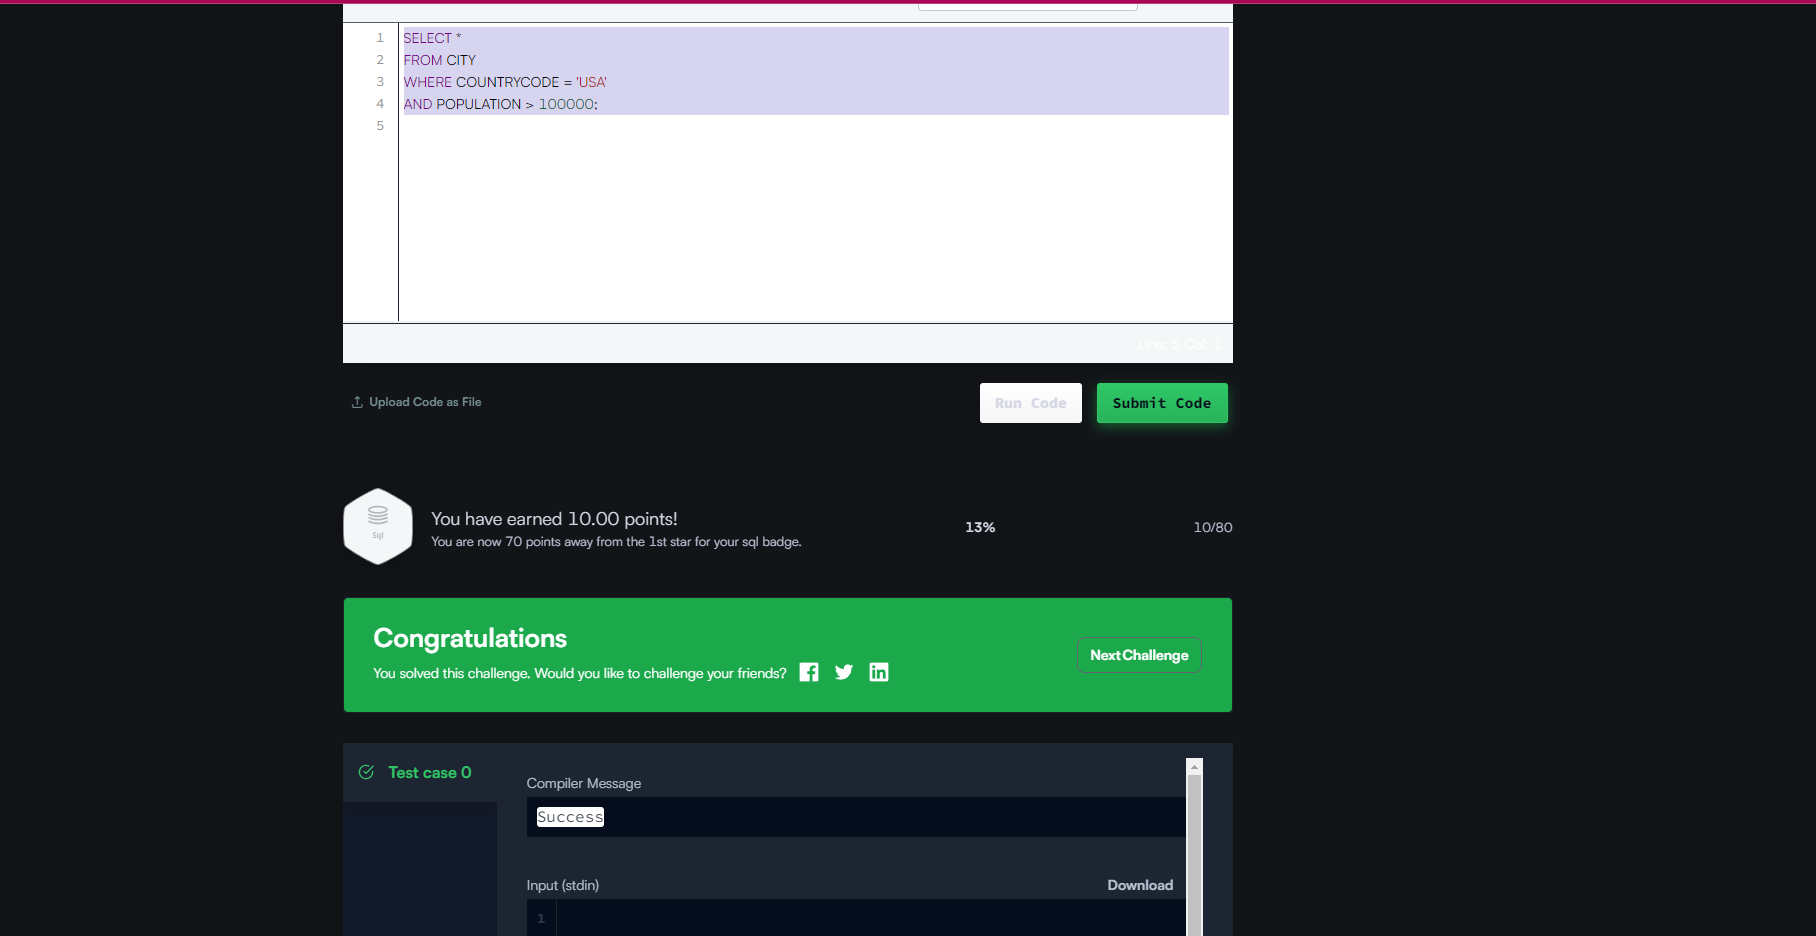 1 SELECT *
2 FROM CITY
3 WHERE COUNTRYCODE = 'USA'
4 AND POPULATION > 100000;
5
Line: 5 Col: 1
Upload Code as File
Run Code
Submit Code
Sql
You have earned 10.00 points!
You are now 70 points away from the 1st star for your sql badge.
13%
10/80
Congratulations
You solved this challenge. Would you like to challenge your friends?
Next Challenge
Test case 0
Compiler Message
Success
Input (stdin)
Download
1